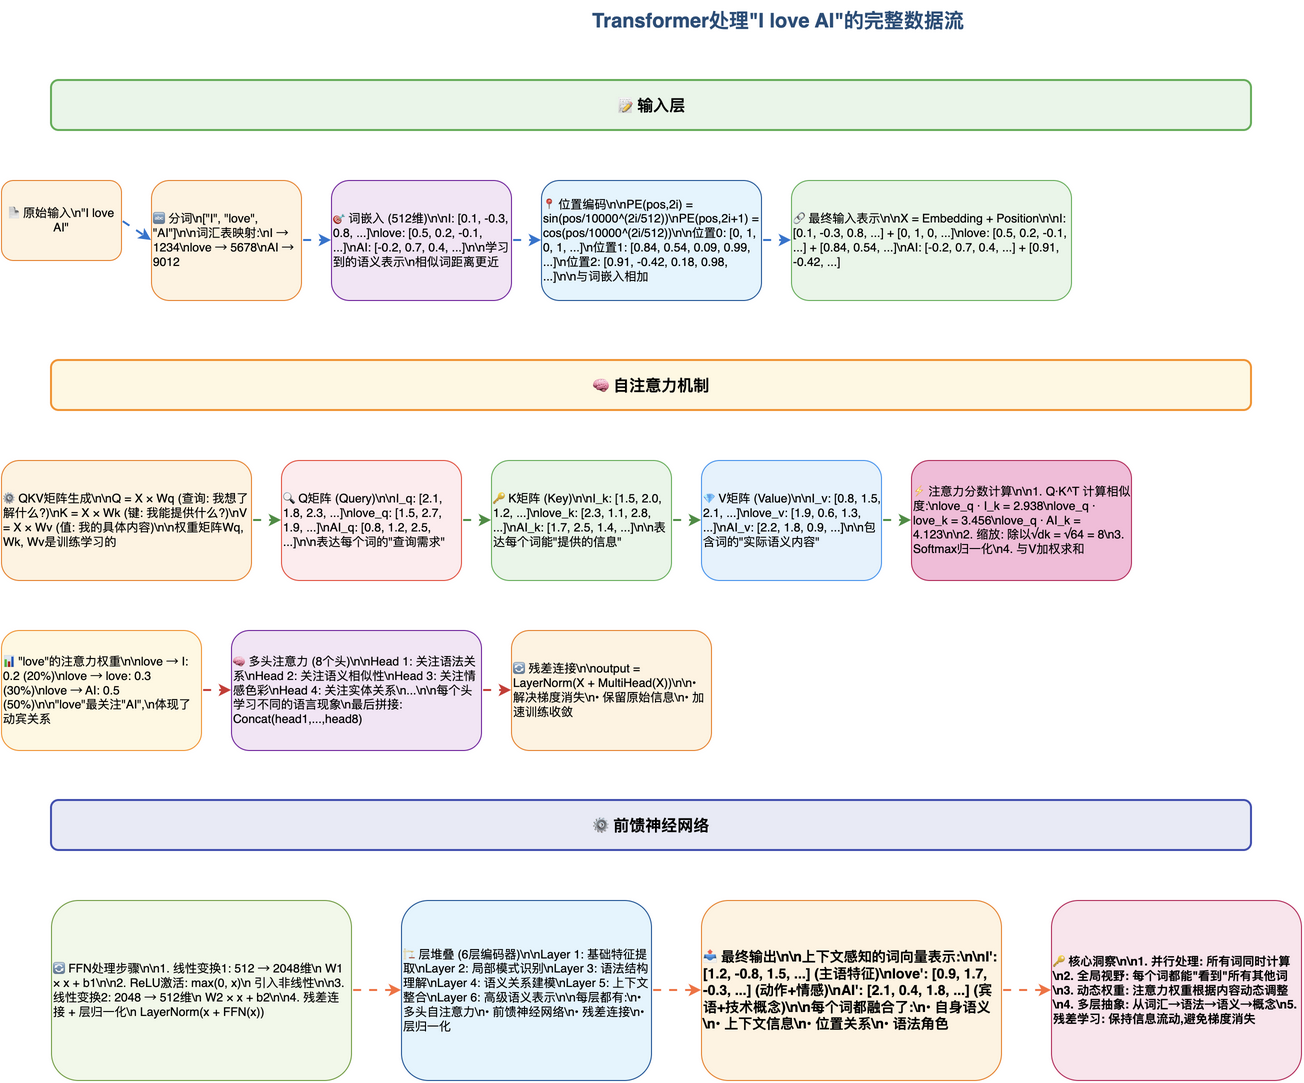 Transformer处理"I love AI"的完整数据流
📝 输入层
📄 原始输入\n"I love
AI"
🔤 分词\n["I", "love",
"AI"]\n\n词汇表映射:\nI →
1234\nlove → 5678\nAI →
9012
🎯 词嵌入 (512维)\n\nI: [0.1, -0.3,
0.8, ...]\nlove: [0.5, 0.2, -0.1,
...]\nAI: [-0.2, 0.7, 0.4, ...]\n\n学习
到的语义表示\n相似词距离更近
📍 位置编码\n\nPE(pos,2i) =
sin(pos/10000^(2i/512))\nPE(pos,2i+1) =
cos(pos/10000^(2i/512))\n\n位置0: [0, 1,
0, 1, ...]\n位置1: [0.84, 0.54, 0.09, 0.99,
...]\n位置2: [0.91, -0.42, 0.18, 0.98,
...]\n\n与词嵌入相加
🔗 最终输入表示\n\nX = Embedding + Position\n\nI:
[0.1, -0.3, 0.8, ...] + [0, 1, 0, ...]\nlove: [0.5, 0.2, -0.1,
...] + [0.84, 0.54, ...]\nAI: [-0.2, 0.7, 0.4, ...] + [0.91,
-0.42, ...]
🧠 自注意力机制
⚙️ QKV矩阵生成\n\nQ = X × Wq (查询: 我想了
解什么?)\nK = X × Wk (键: 我能提供什么?)\nV
= X × Wv (值: 我的具体内容)\n\n权重矩阵Wq,
Wk, Wv是训练学习的
🔍 Q矩阵 (Query)\n\nI_q: [2.1,
1.8, 2.3, ...]\nlove_q: [1.5, 2.7,
1.9, ...]\nAI_q: [0.8, 1.2, 2.5,
...]\n\n表达每个词的"查询需求"
🔑 K矩阵 (Key)\n\nI_k: [1.5, 2.0,
1.2, ...]\nlove_k: [2.3, 1.1, 2.8,
...]\nAI_k: [1.7, 2.5, 1.4, ...]\n\n表
达每个词能"提供的信息"
💎 V矩阵 (Value)\n\nI_v: [0.8, 1.5,
2.1, ...]\nlove_v: [1.9, 0.6, 1.3,
...]\nAI_v: [2.2, 1.8, 0.9, ...]\n\n包
含词的"实际语义内容"
⚡ 注意力分数计算\n\n1. Q·K^T 计算相似
度:\nlove_q · I_k = 2.938\nlove_q ·
love_k = 3.456\nlove_q · AI_k =
4.123\n\n2. 缩放: 除以√dk = √64 = 8\n3.
Softmax归一化\n4. 与V加权求和
📊 "love"的注意力权重\n\nlove → I:
0.2 (20%)\nlove → love: 0.3
(30%)\nlove → AI: 0.5
(50%)\n\n"love"最关注"AI",\n体现了
动宾关系
🧠 多头注意力 (8个头)\n\nHead 1: 关注语法关
系\nHead 2: 关注语义相似性\nHead 3: 关注情
感色彩\nHead 4: 关注实体关系\n...\n\n每个头
学习不同的语言现象\n最后拼接:
Concat(head1,...,head8)
🔄 残差连接\n\noutput =
LayerNorm(X + MultiHead(X))\n\n•
解决梯度消失\n• 保留原始信息\n• 加
速训练收敛
⚙️ 前馈神经网络
🔄 FFN处理步骤\n\n1. 线性变换1: 512 → 2048维\n W1
× x + b1\n\n2. ReLU激活: max(0, x)\n 引入非线性\n\n3.
线性变换2: 2048 → 512维\n W2 × x + b2\n\n4. 残差连
接 + 层归一化\n LayerNorm(x + FFN(x))
🏗️ 层堆叠 (6层编码器)\n\nLayer 1: 基础特征提
取\nLayer 2: 局部模式识别\nLayer 3: 语法结构
理解\nLayer 4: 语义关系建模\nLayer 5: 上下文
整合\nLayer 6: 高级语义表示\n\n每层都有:\n•
多头自注意力\n• 前馈神经网络\n• 残差连接\n•
层归一化
📤 最终输出\n\n上下文感知的词向量表示:\n\nI':
[1.2, -0.8, 1.5, ...] (主语特征)\nlove': [0.9, 1.7,
-0.3, ...] (动作+情感)\nAI': [2.1, 0.4, 1.8, ...] (宾
语+技术概念)\n\n每个词都融合了:\n• 自身语义
\n• 上下文信息\n• 位置关系\n• 语法角色
🔑 核心洞察\n\n1. 并行处理: 所有词同时计算
\n2. 全局视野: 每个词都能"看到"所有其他词
\n3. 动态权重: 注意力权重根据内容动态调整
\n4. 多层抽象: 从词汇→语法→语义→概念\n5.
残差学习: 保持信息流动,避免梯度消失